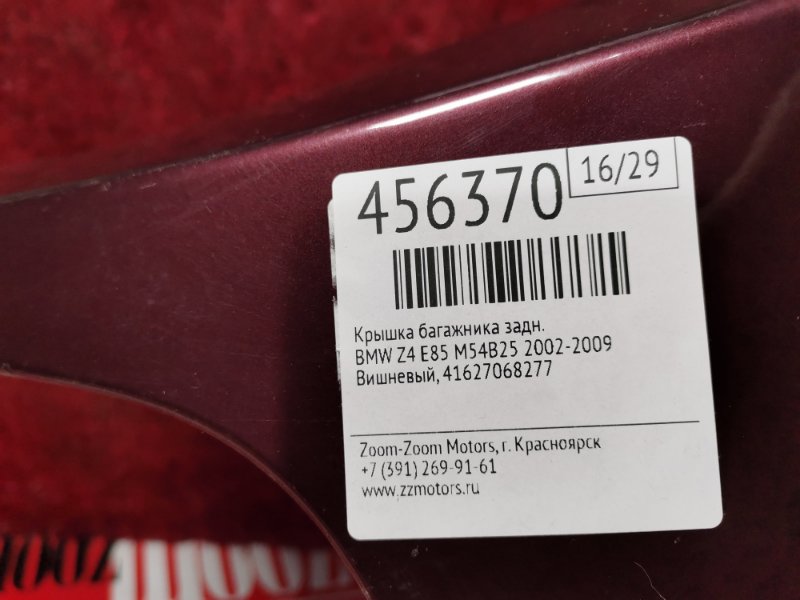 456370
16/29
Крышка багажника задн.
BMW Z4 E85 M54B25 2002-2009
Вишневый, 41627068277
Zoom-Zoom Motors, г. Красноярск
+7 (391) 269-91-61
www.zzmotors.ru